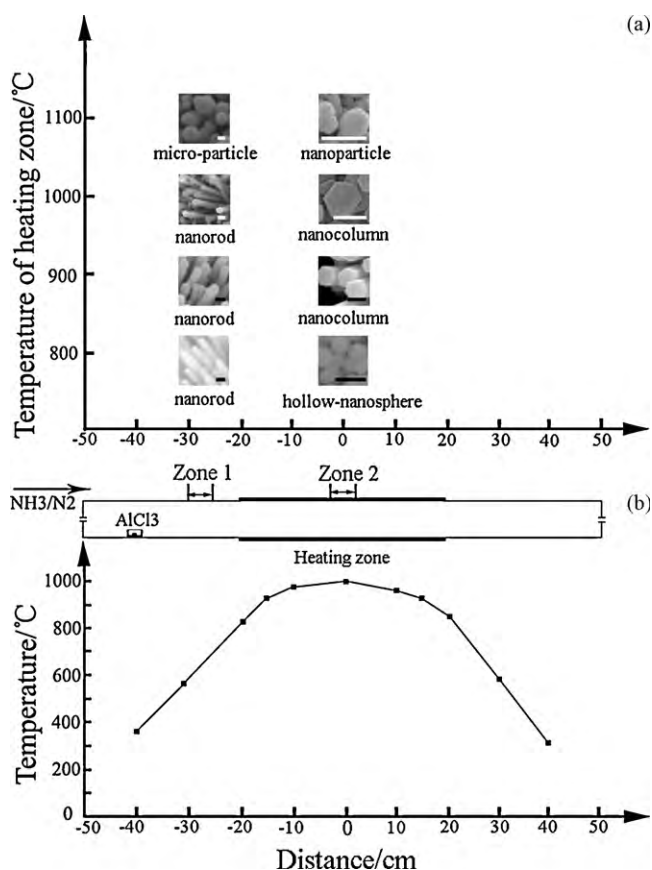 (a)
Temperature of heating zone/°C
1100
micro-particle nanoparticle
1000
nanorod nanocolumn
900
nanorod nanocolumn
800
nanorod hollow-nanosphere
-50 -40 -30 -20 -10 0 10 20 30 40 50
Zone 1 Zone 2
NH3/N2
(b)
AlCl3
Heating zone
Temperature/°C
1000
800
600
400
200
0
-50 -40 -30 -20 -10 0 10 20 30 40 50
Distance/cm